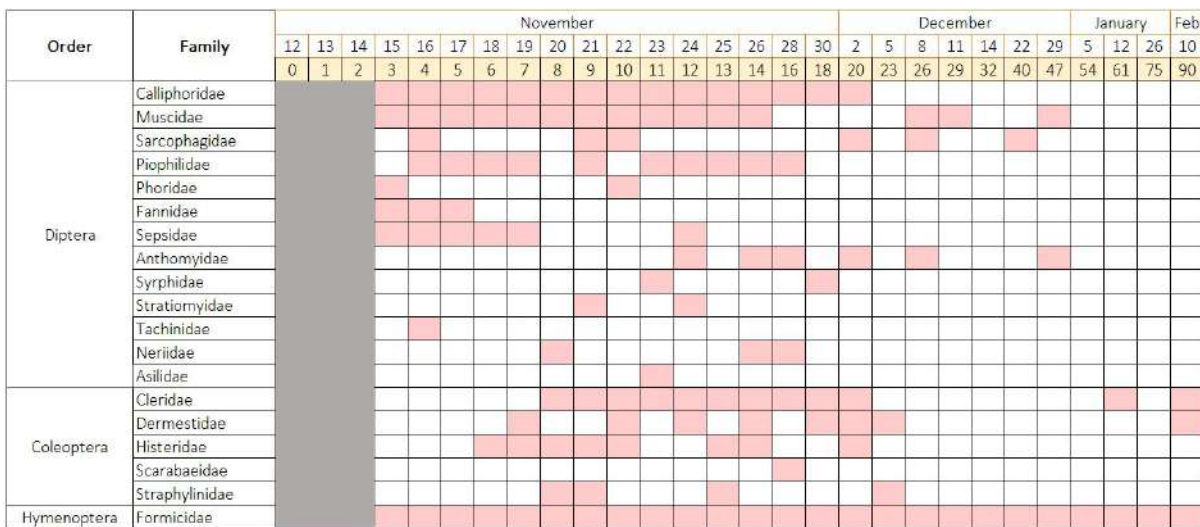 November December January Feb
Order Family 12 13 14 15 16 17 18 19 20 21 22 23 24 25 26 28 30 2 5 8 11 14 22 29 5 12 26 10
0 1 2 3 4 5 6 7 8 9 10 11 12 13 14 16 18 20 23 26 29 32 40 47 54 61 75 90
Calliphoridae
Muscidae
Sarcophagidae
Piophilidae
Phoridae
Fannidae
Diptera Sepsidae
Anthomyidae
Syrphidae
Stratiomyidae
Tachinidae
Neriidae
Asilidae
Cleridae
Dermestidae
Coleoptera Histeridae
Scarabaeidae
Straphylinidae
Hymenoptera Formicidae